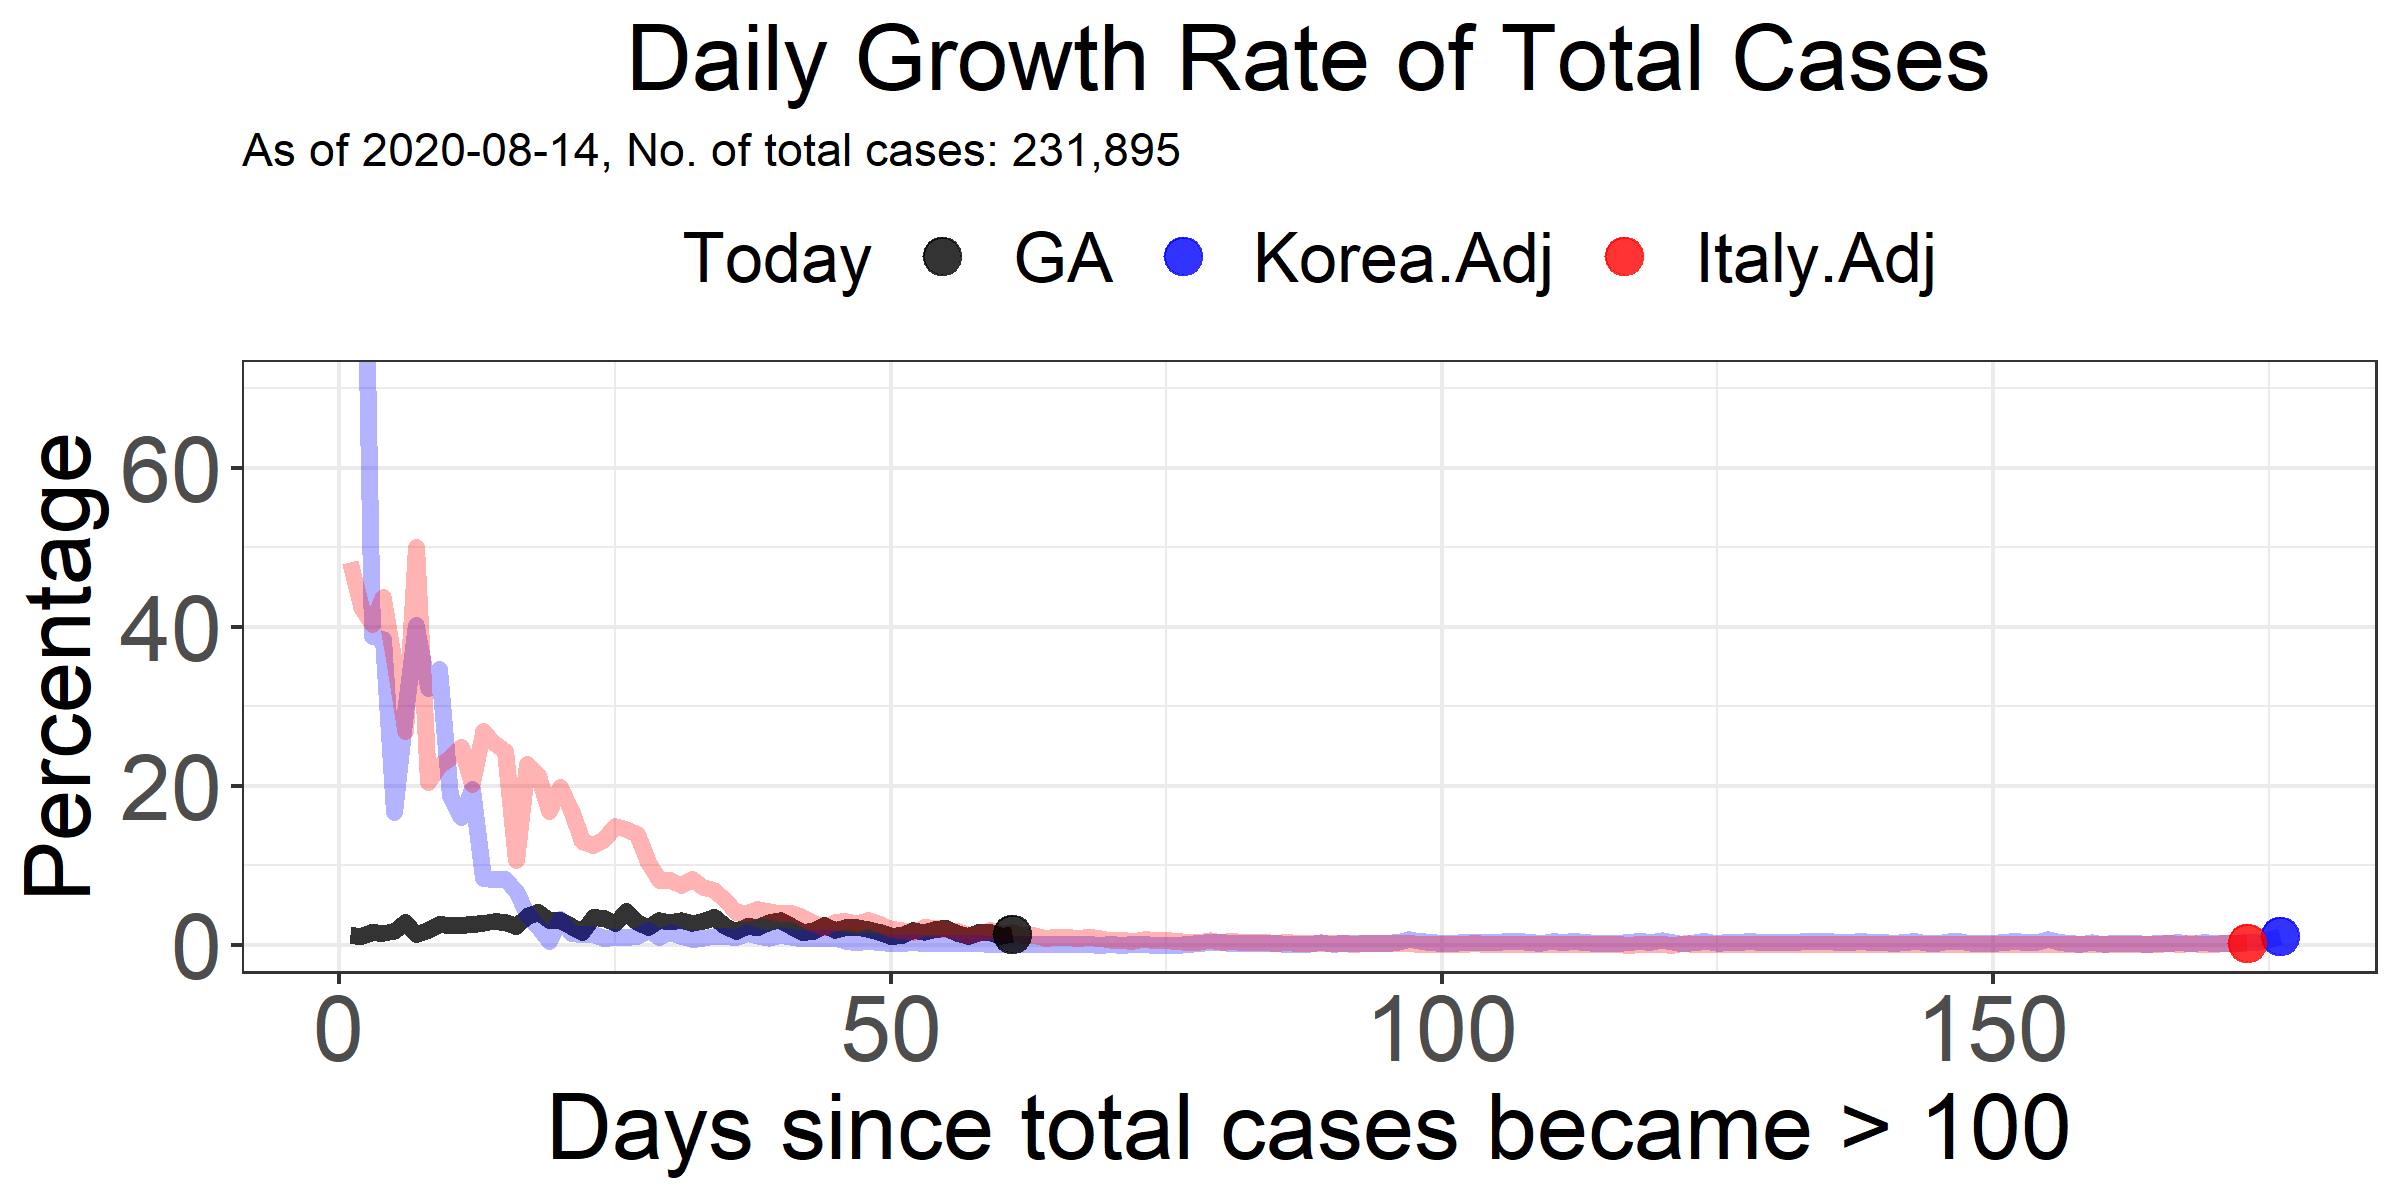 Daily Growth Rate of Total Cases
As of 2020-08-14, No. of total cases: 231,895
Today GA Korea.Adj Italy.Adj
Percentage
60
40
20
0
0 50 100 150
Days since total cases became > 100